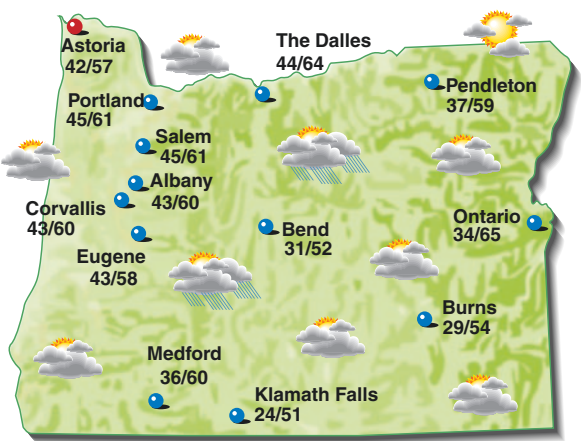 Astoria
42/57
The Dalles
44/64
Pendleton
37/59
Portland
45/61
Salem
45/61
Albany
43/60
Corvallis
43/60
Ontario
34/65
Bend
31/52
Eugene
43/58
Burns
29/54
Medford
36/60
Klamath Falls
24/51